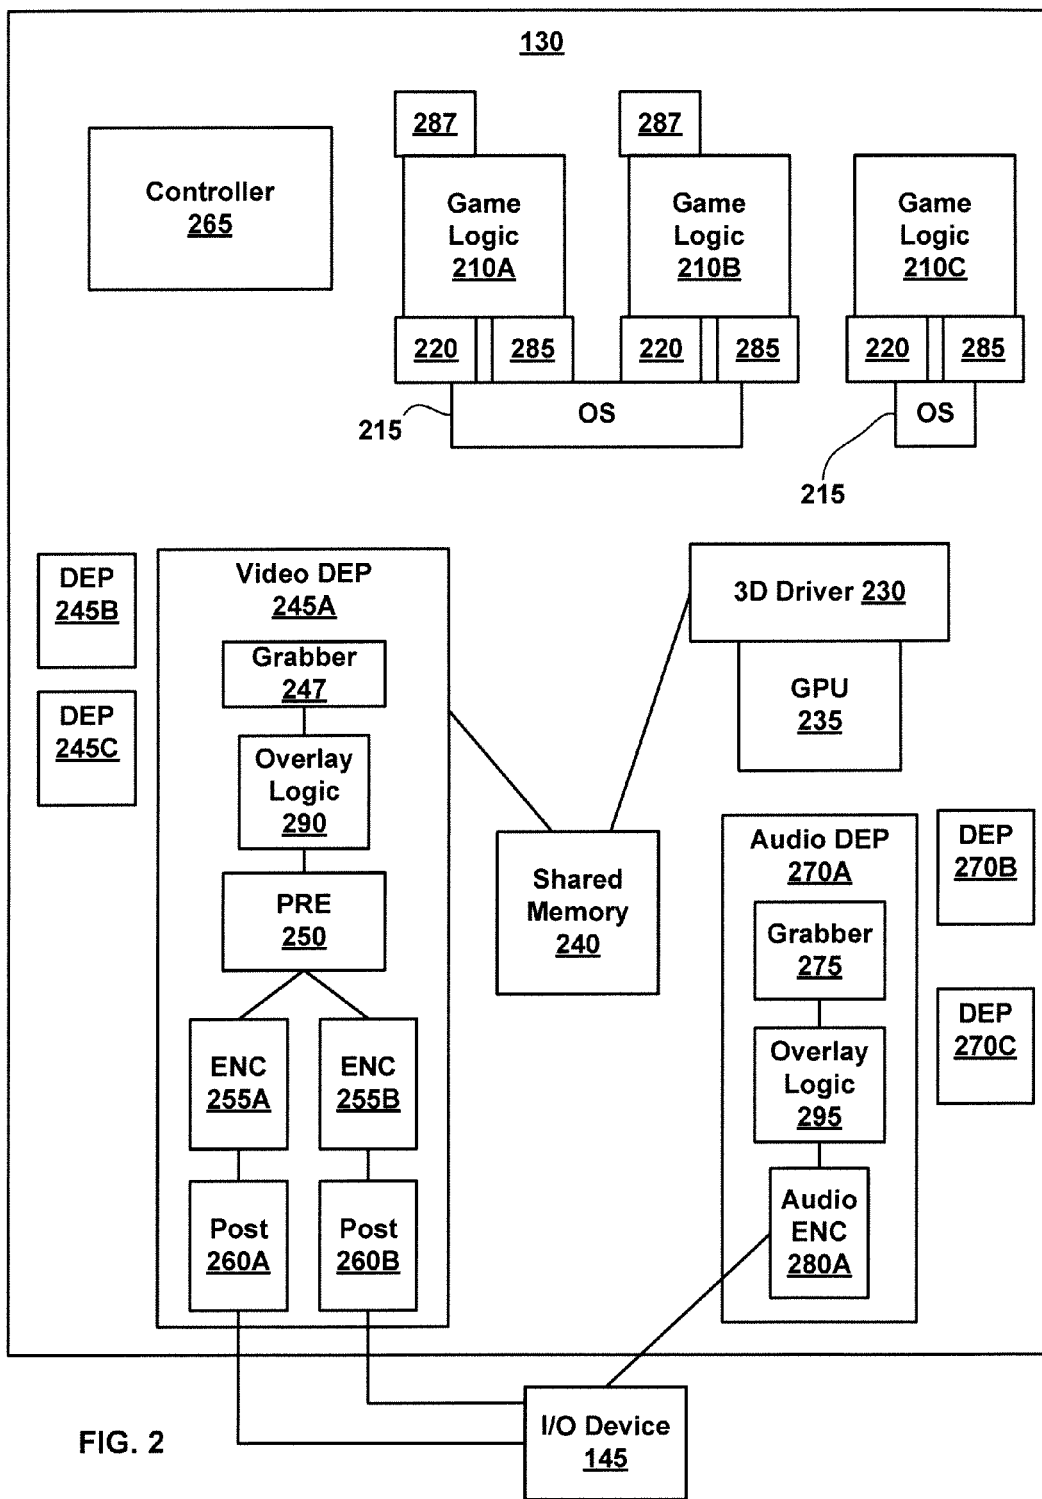 130
287
287
Controller
265
Game
Logic
210A
Game
Logic
210B
Game
Logic
210C
220
285
220
285
220
285
OS
OS
215
215
DEP
245B
DEP
245C
Video DEP
245A
Grabber
247
Overlay
Logic
290
PRE
250
ENC
255A
ENC
255B
Post
260A
Post
260B
3D Driver 230
GPU
235
Shared
Memory
240
Audio DEP
270A
Grabber
275
Overlay
Logic
295
Audio
ENC
280A
DEP
270B
DEP
270C
I/O Device
145
FIG. 2